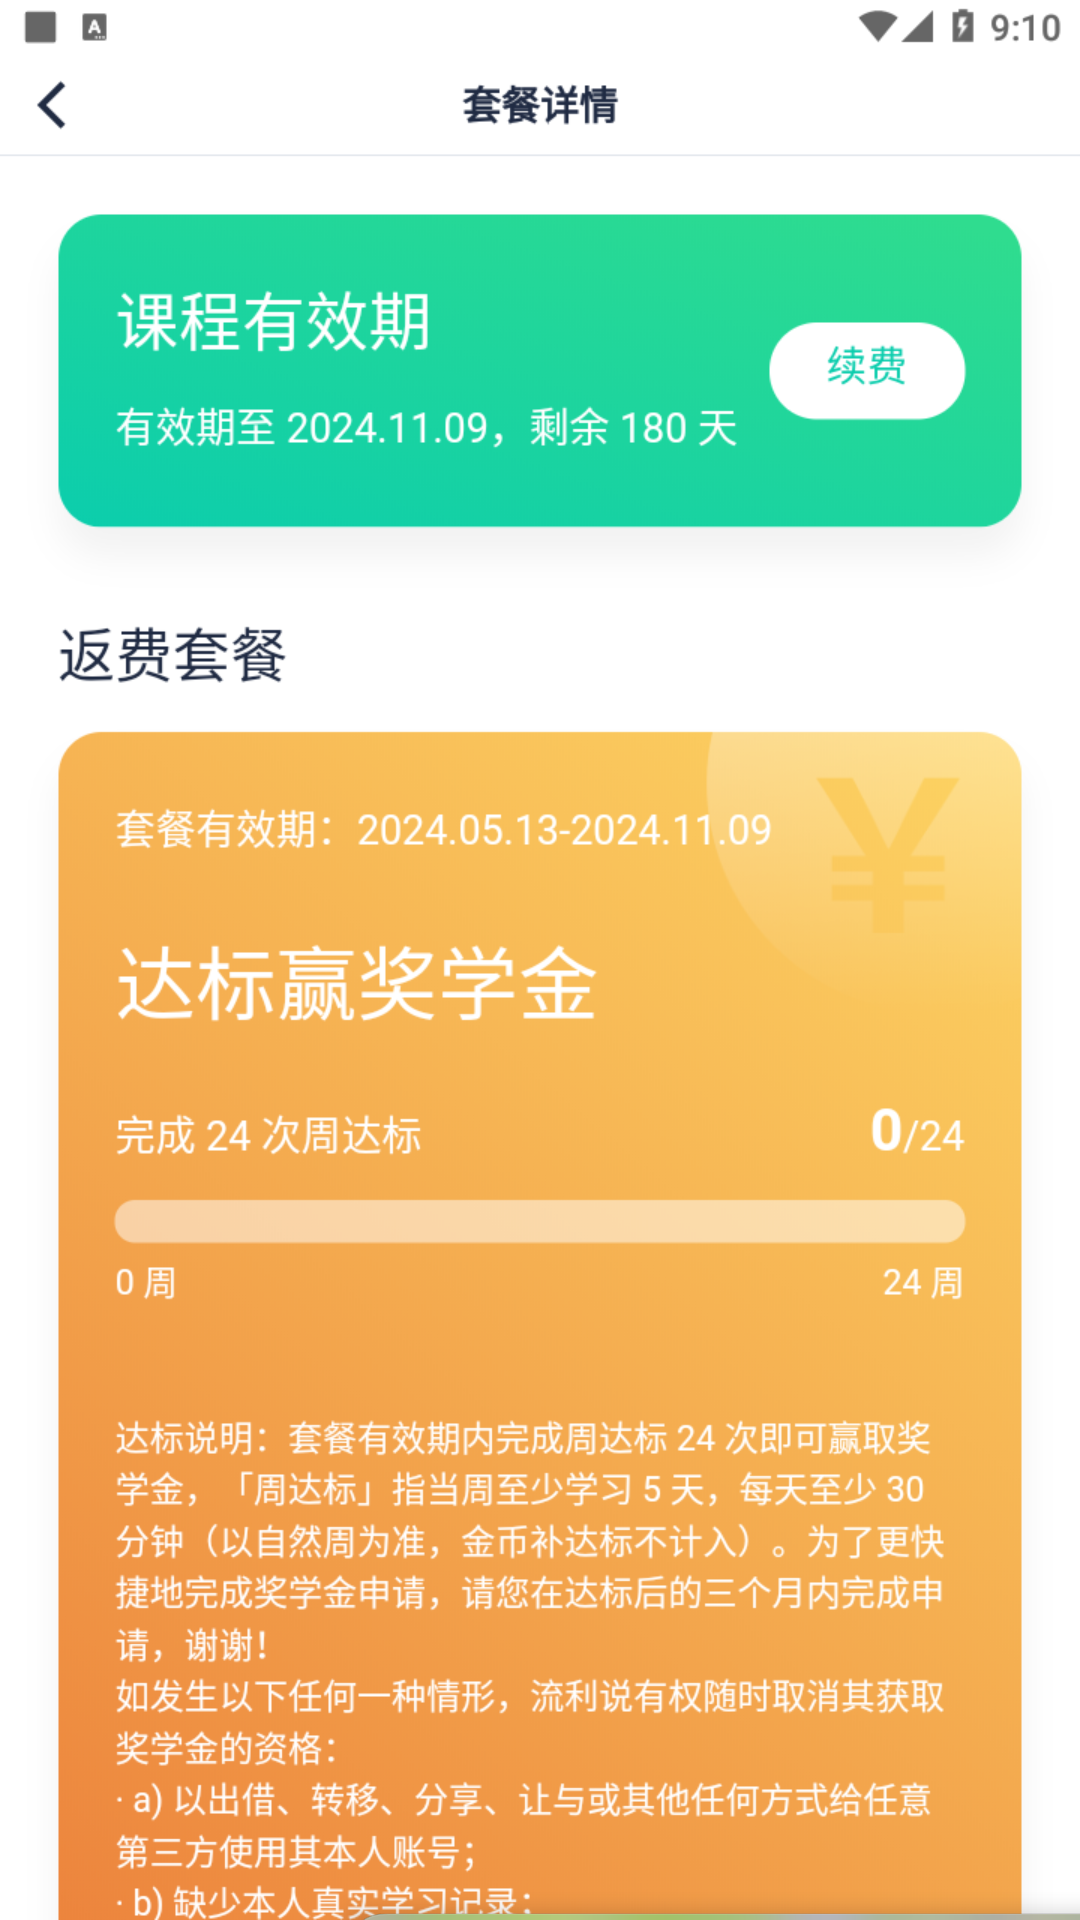 9:10
套餐详情
课程有效期
续费
有效期至 2024.11.09，剩余 180 天
返费套餐
套餐有效期：2024.05.13-2024.11.09
达标赢奖学金
完成 24 次周达标
0/24
0 周
24 周
达标说明：套餐有效期内完成周达标 24 次即可赢取奖
学金，「周达标」指当周至少学习 5 天，每天至少 30
分钟（以自然周为准，金币补达标不计入）。为了更快
捷地完成奖学金申请，请您在达标后的三个月内完成申
请，谢谢！
如发生以下任何一种情形，流利说有权随时取消其获取
奖学金的资格：
· a) 以出借、转移、分享、让与或其他任何方式给任意
第三方使用其本人账号；
· b) 缺少本人真实学习记录；